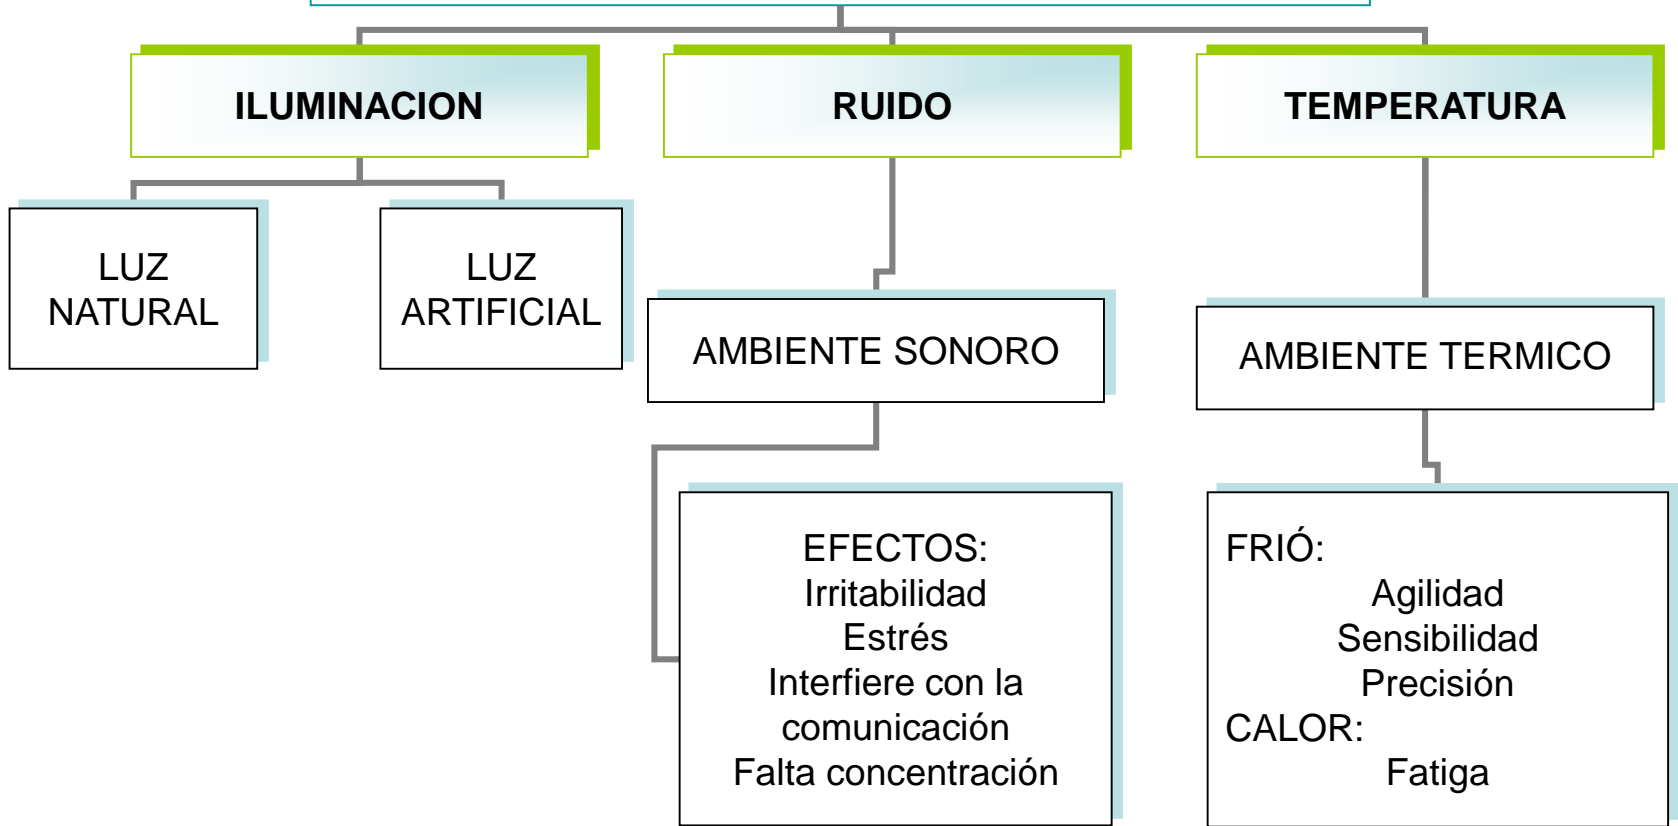 ILUMINACION
RUIDO
TEMPERATURA
LUZ
NATURAL
LUZ
ARTIFICIAL
AMBIENTE SONORO
AMBIENTE TERMICO
EFECTOS:
Irritabilidad
Estrés
Interfiere con la
comunicación
Falta concentración
FRIÓ:
Agilidad
Sensibilidad
Precisión
CALOR:
Fatiga